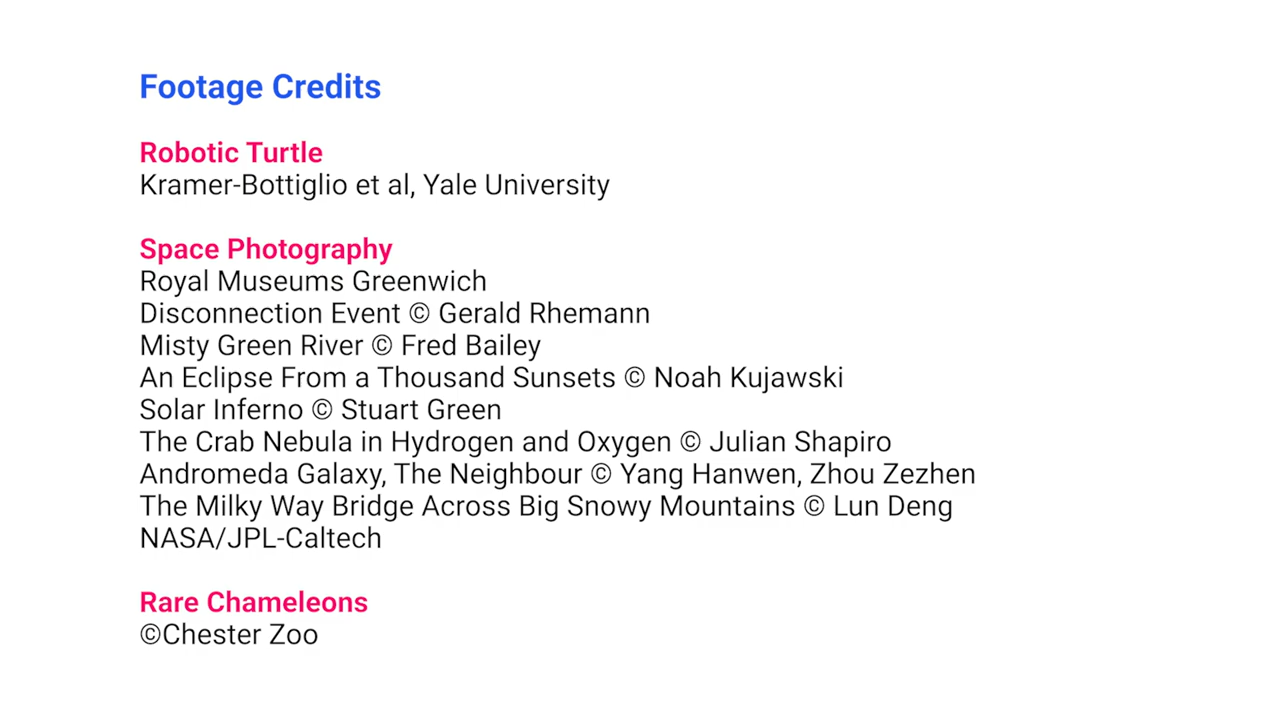 Footage Credits
Robotic Turtle
Kramer-Bottiglio et al, Yale University
Space Photography
Royal Museums Greenwich
Disconnection Event © Gerald Rhemann
Misty Green River © Fred Bailey
An Eclipse From a Thousand Sunsets © Noah Kujawski
Solar Inferno © Stuart Green
The Crab Nebula in Hydrogen and Oxygen © Julian Shapiro
Andromeda Galaxy, The Neighbour © Yang Hanwen, Zhou Zezhen
The Milky Way Bridge Across Big Snowy Mountains © Lun Deng
NASA/JPL-Caltech
Rare Chameleons
©Chester Zoo